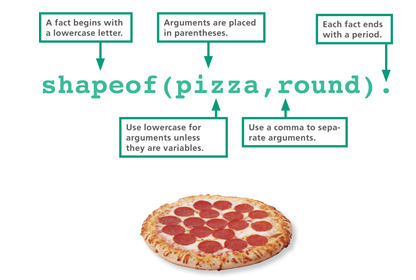 A fact begins with
a lowercase letter.
Arguments are placed
in parentheses.
Each fact ends
with a period.
shapeof(pizza,round).
Use lowercase for
arguments unless
they are variables.
Use a comma to sepa-
rate arguments.